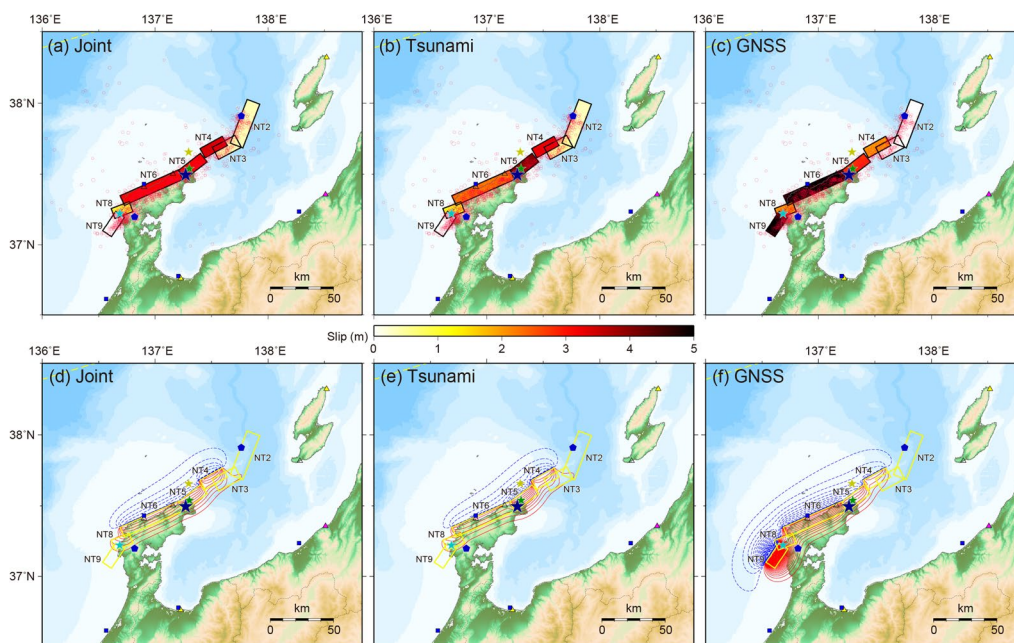 136°E 137°E 138°E 136°E 137°E 138°E 137°E 138°E
(a) Joint (b) Tsunami (c) GNSS
38°N
NT2 NT2 NT2
NT4 NT4 NT4
NT3 NT3 NT3
NT5 NT5 NT5
NT6 NT6 NT6
NT8 NT8 NT8
NT9 NT9 NT9
37°N
km km km
0 50 0 50 0 50
Slip (m)
0 1 2 3 4 5
136°E 137°E 138°E 137°E 138°E 137°E 138°E
(d) Joint (e) Tsunami (f) GNSS
38°N
NT2 NT2 NT2
NT4 NT4 NT4
NT3 NT3 NT3
NT5 NT5 NT5
NT6 NT6 NT6
NT8 NT8 NT8
NT9 NT9
37°N
km km km
0 50 0 50 0 50